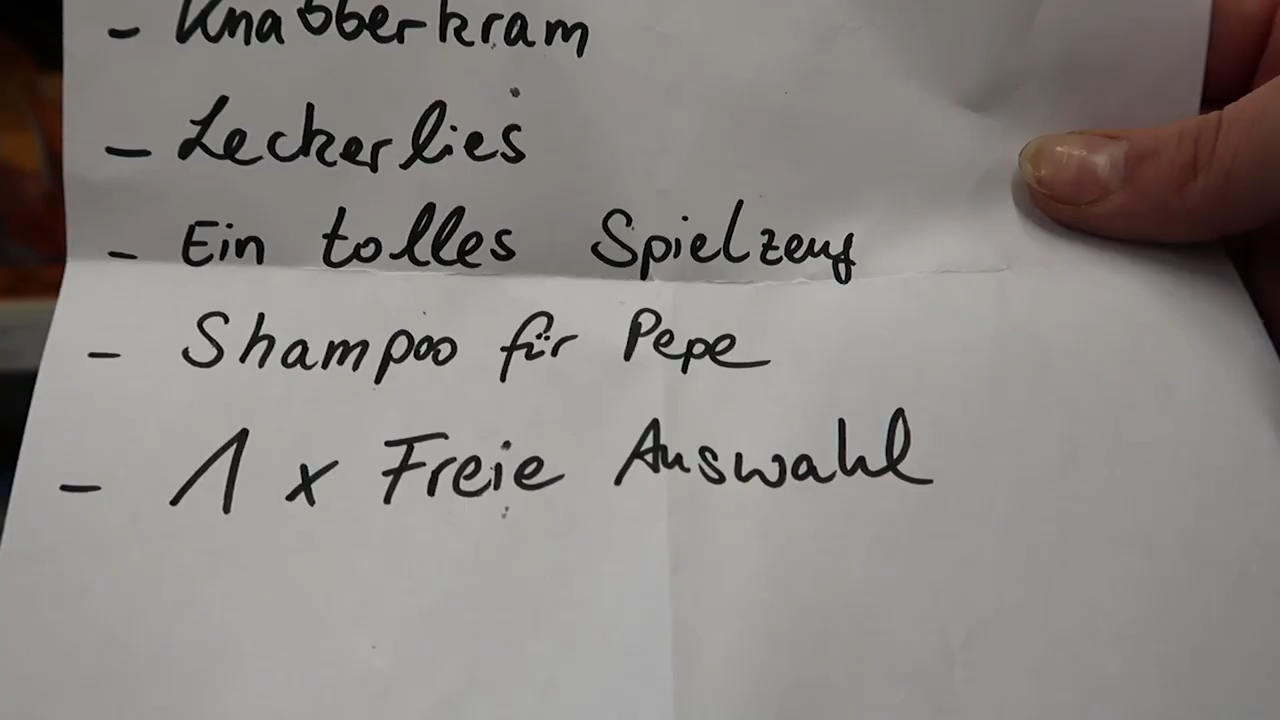 - Knabberkram
- Leckerlies
- Ein tolles Spielzeug
- Shampoo für Pepe
- 1 x Freie Auswahl